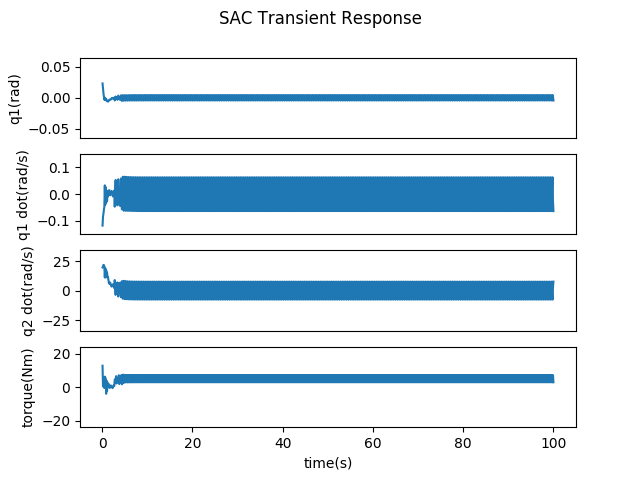 SAC Transient Response
q1(rad)
0.05
0.00
−0.05
q1 dot(rad/s)
0.1
0.0
−0.1
q2 dot(rad/s)
25
0
−25
torque(Nm)
20
0
−20
0 20 40 60 80 100
time(s)